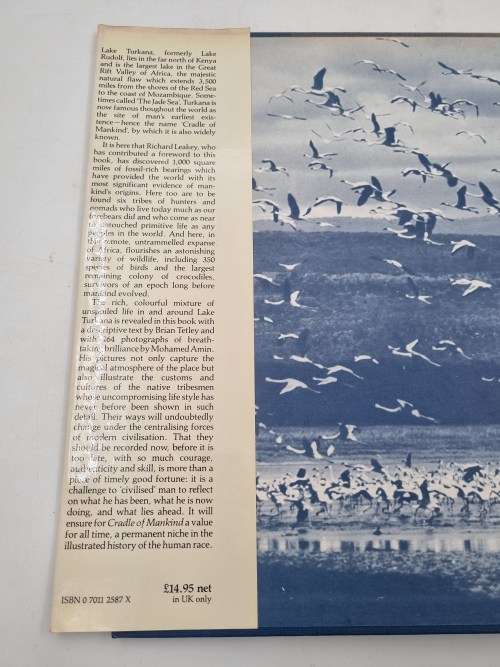 Lake Turkana, formerly Lake
Rudolf, lies in the far north of Kenya
and is the largest lake in the Great
Rift Valley of Africa, the majestic
natural flaw which extends 3,500
miles from the shores of the Red Sea
to the coast of Mozambique. Some-
times called 'The Jade Sea', Turkana is
now famous thoughout the world as
the site of man's earliest exis-
tence—hence the name 'Cradle of
Mankind', by which it is also widely
known.
It is here that Richard Leakey, who
has contributed a foreword to this
book, has discovered 1,000 square
miles of fossil-rich bearings which
have provided the world with its
most significant evidence of man-
kind's origins. Here too are to be
found six tribes of hunters and
nomads who live today much as our
forebears did and who come as near
to untouched primitive life as any
peoples in the world. And here, in
this remote, untrammelled expanse
of Africa, flourishes an astonishing
variety of wildlife, including 350
species of birds and the largest
remaining colony of crocodiles,
survivors of an epoch long before
mankind evolved.
The rich, colourful mixture of
unspoiled life in and around Lake
Turkana is revealed in this book with
a descriptive text by Brian Tetley and
with 264 photographs of breath-
taking brilliance by Mohamed Amin.
His pictures not only capture the
magical atmosphere of the place but
also illustrate the customs and
cultures of the native tribesmen
whose uncompromising life style has
never before been shown in such
detail. Their ways will undoubtedly
change under the centralising forces
of modern civilisation. That they
should be recorded now, before it is
too late, with so much courage,
authenticity and skill, is more than a
piece of timely good fortune: it is a
challenge to 'civilised' man to reflect
on what he has been, what he is now
doing, and what lies ahead. It will
ensure for Cradle of Mankind a value
for all time, a permanent niche in the
illustrated history of the human race.
£14.95 net
ISBN 0 7011 2587 X in UK only